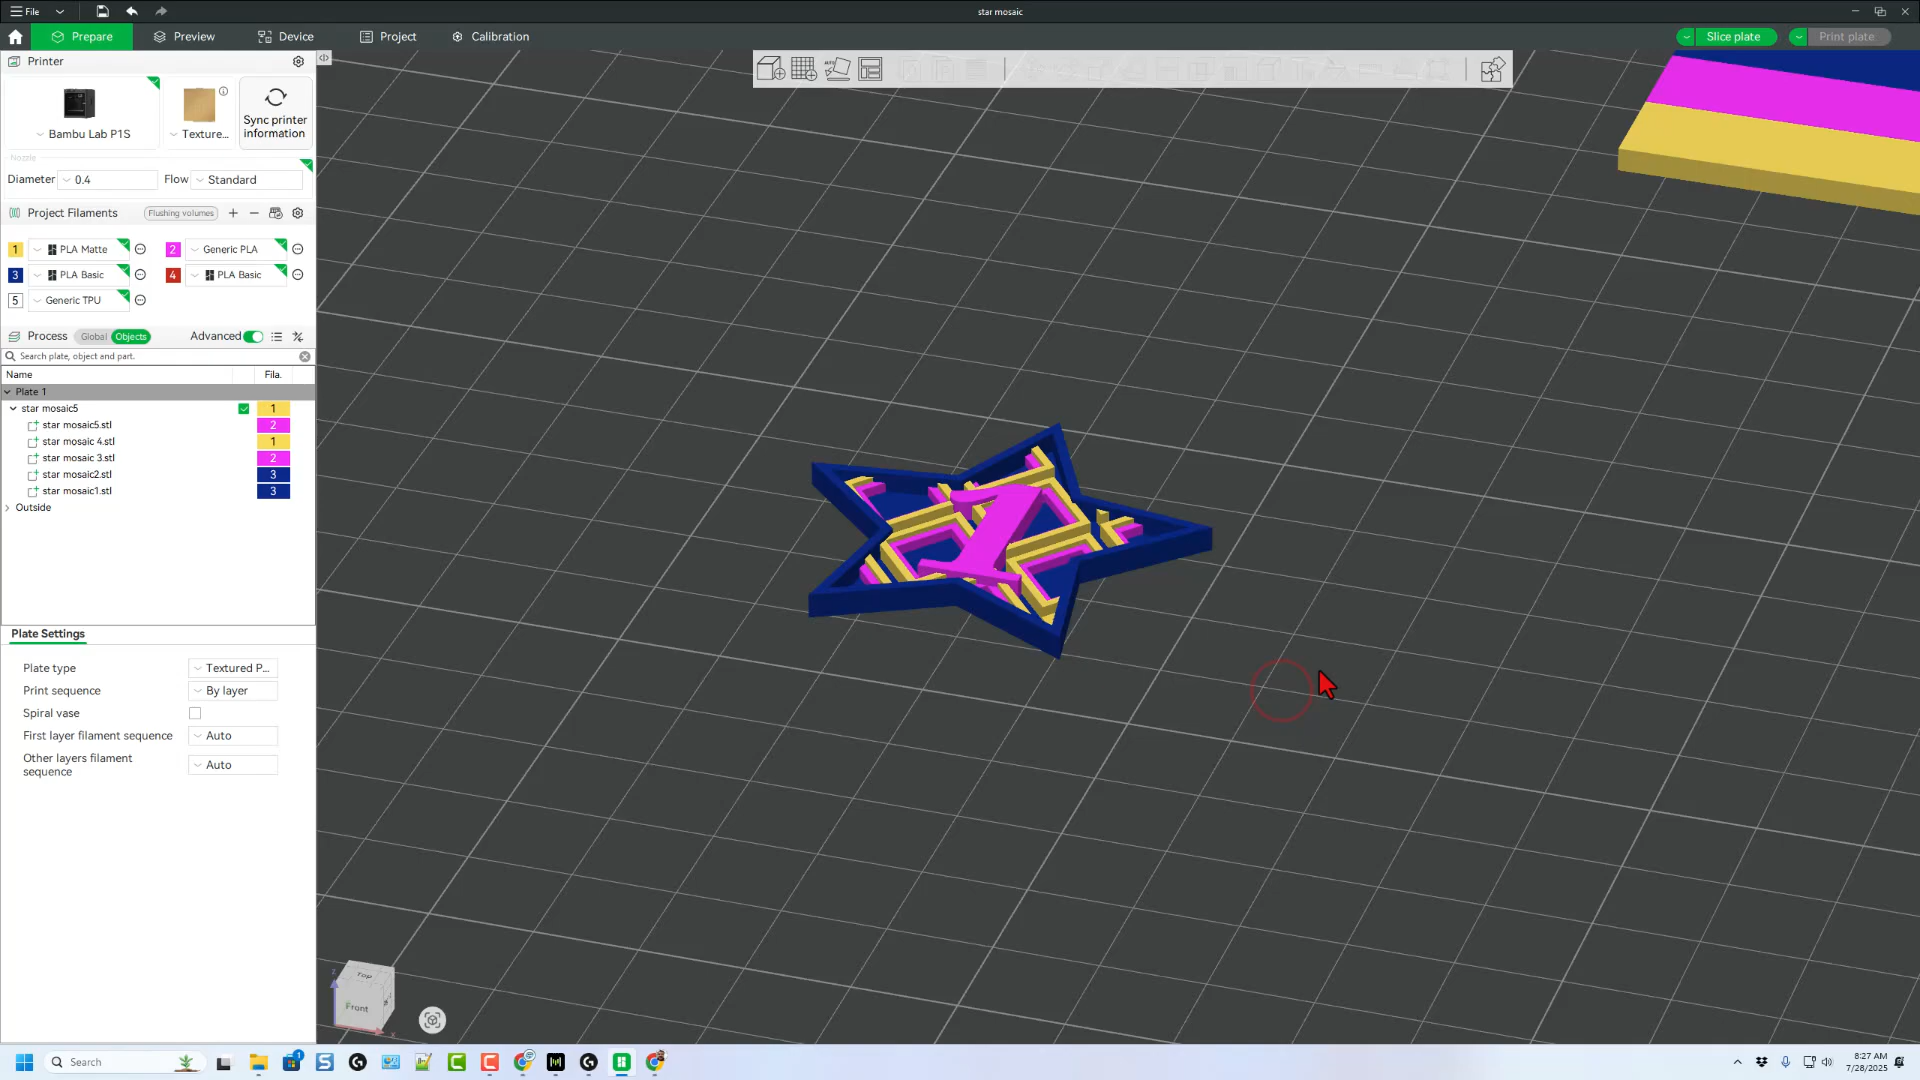 File
star mosaic
Prepare
Preview
Device
Project
Calibration
Slice plate
Print plate
Printer
Bambu Lab P1S
Texture...
Sync printer
information
Nozzle
Diameter
0.4
Flow
Standard
Project Filaments
Flushing volumes
1
PLA Matte
2
Generic PLA
3
PLA Basic
4
PLA Basic
5
Generic TPU
Process
Global
Objects
Advanced
Search plate, object and part.
Name
Fila.
Plate 1
star mosaic5
1
star mosaic5.stl
2
star mosaic 4.stl
1
star mosaic 3.stl
2
star mosaic2.stl
3
star mosaic1.stl
3
Outside
Plate Settings
Plate type
Textured P...
Print sequence
By layer
Spiral vase
First layer filament sequence
Auto
Other layers filament
sequence
Auto
1
Top
Front
Search
8:27 AM
7/28/2025